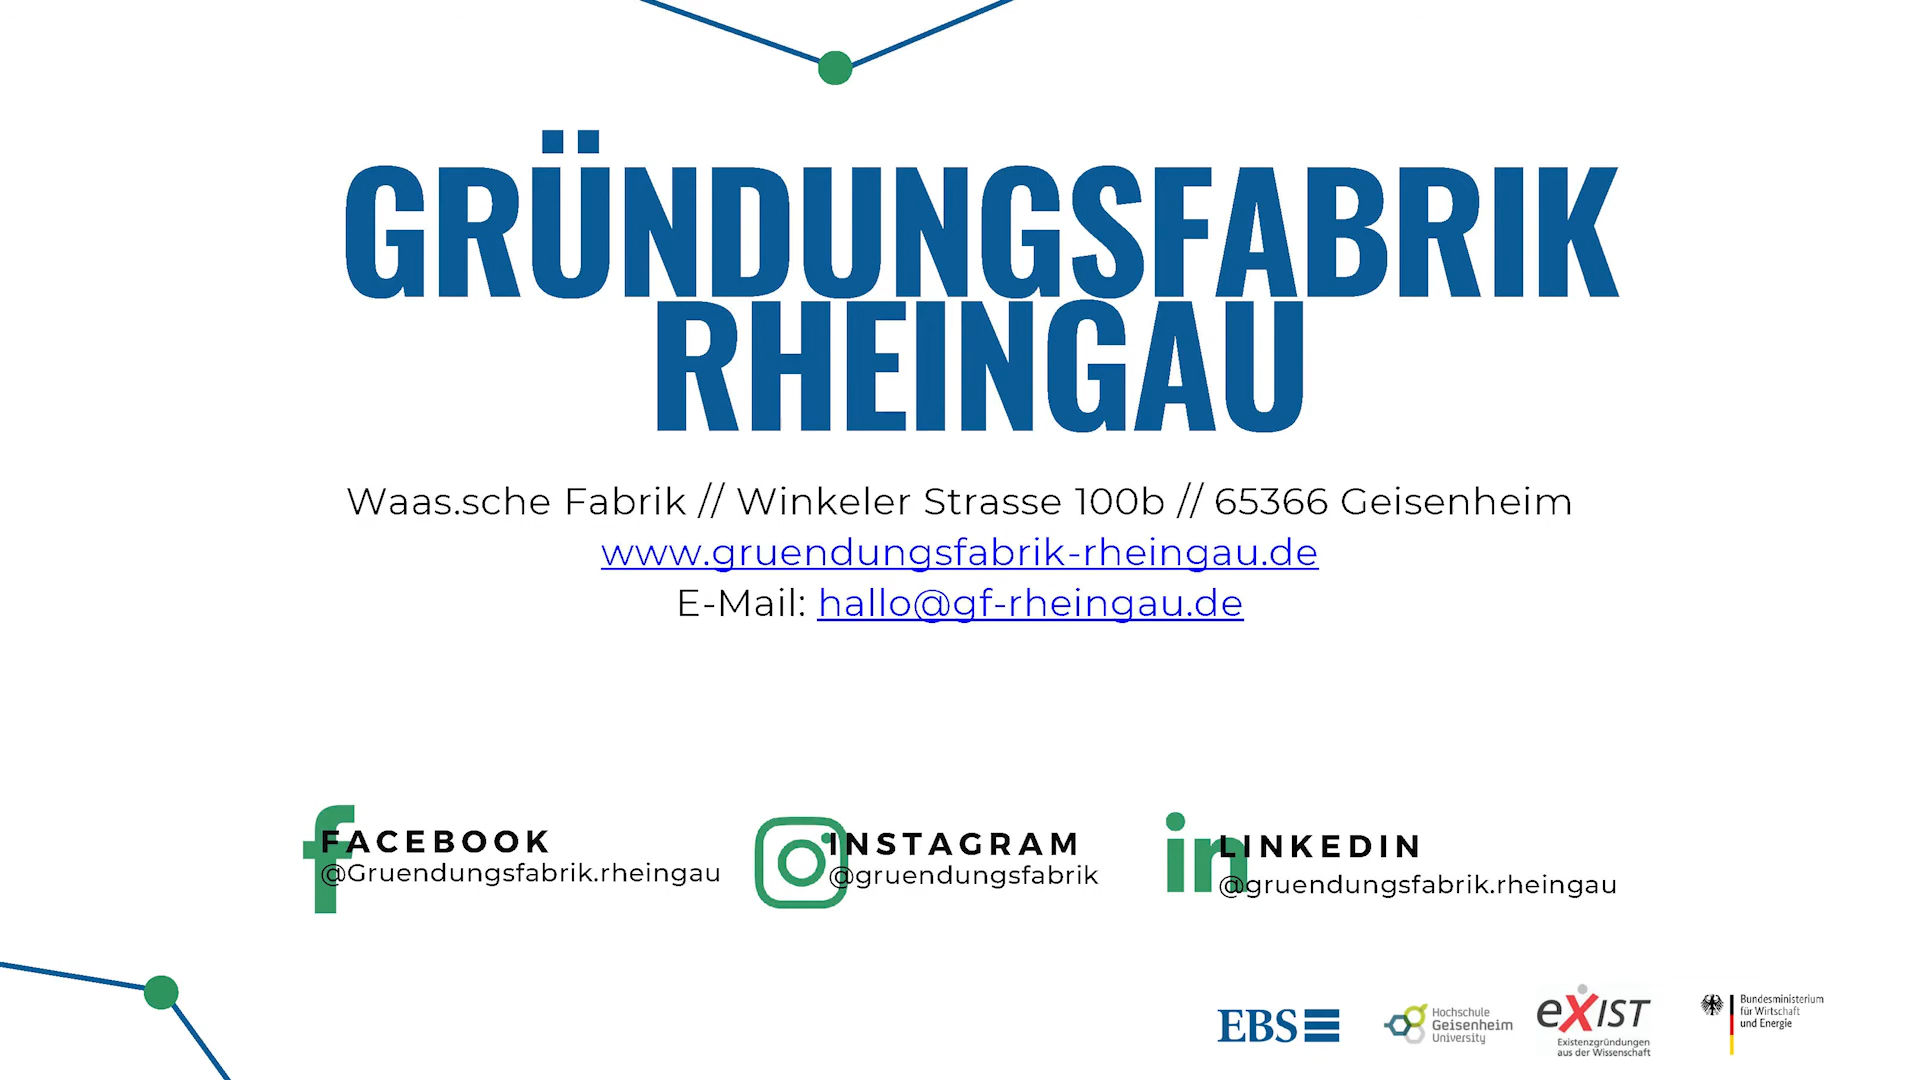 GRÜNDUNGSFABRIK
RHEINGAU
Waas.sche Fabrik // Winkeler Strasse 100b // 65366 Geisenheim
www.gruendungsfabrik-rheingau.de
E-Mail: hallo@gf-rheingau.de
FACEBOOK
@Gruendungsfabrik.rheingau
INSTAGRAM
@gruendungsfabrik
LINKEDIN
@gruendungsfabrik.rheingau
EBS
Hochschule
Geisenheim
University
eXIST
Existenzgründungen
aus der Wissenschaft
Bundesministerium
für Wirtschaft
und Energie